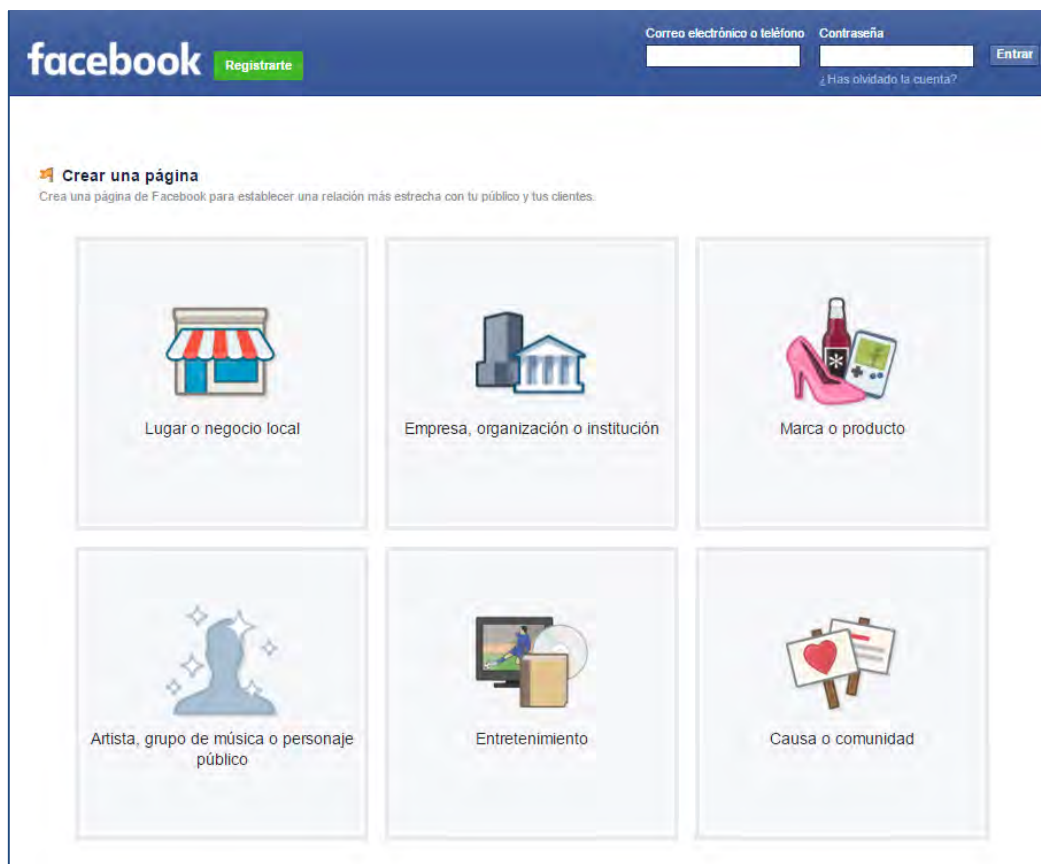 Correo electrónico o teléfono Contraseña
facebook Registrarte Entrar
¿Has olvidado la cuenta?
Crear una página
Crea una página de Facebook para establecer una relación más estrecha con tu público y tus clientes.
Lugar o negocio local
Empresa, organización o institución
Marca o producto
Artista, grupo de música o personaje
público
Entretenimiento
Causa o comunidad